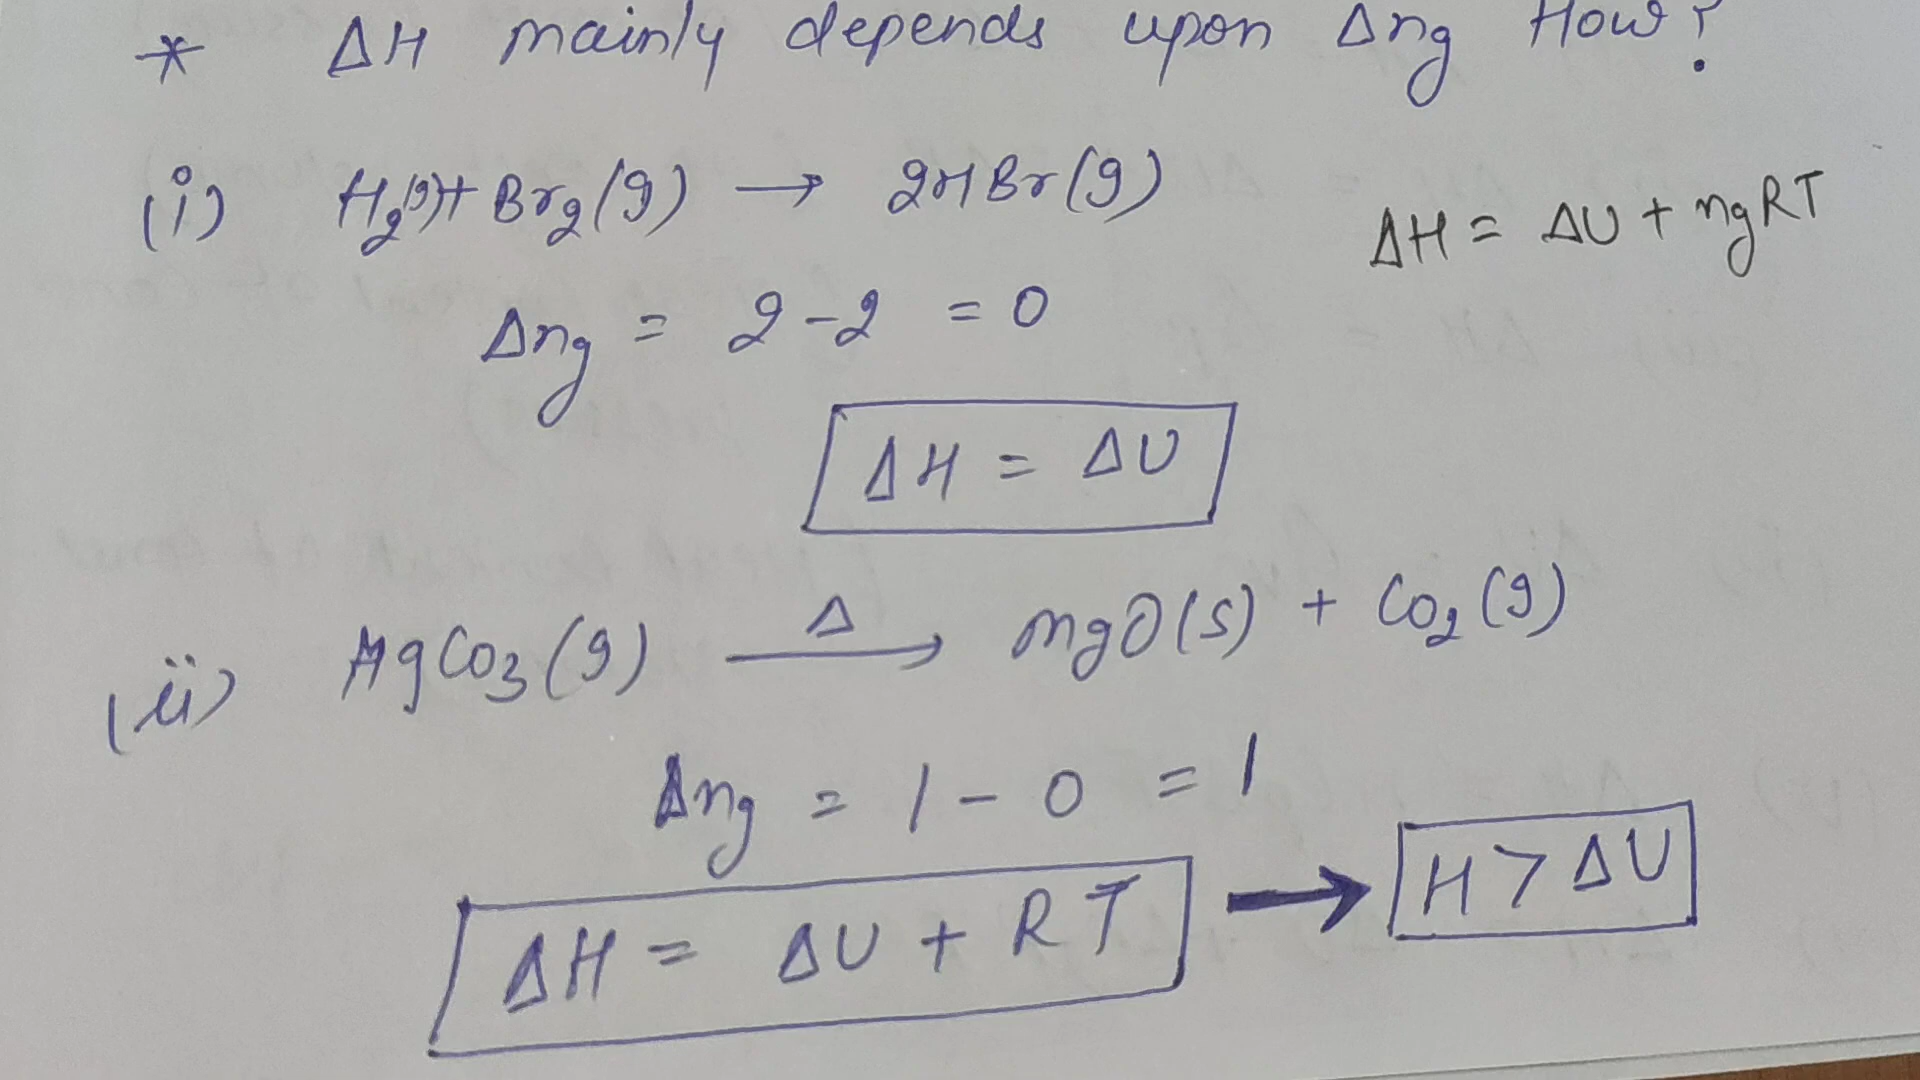 * ΔH mainly depends upon Δng How?
(i) H₂(g)+ Br₂(g) → 2HBr(g)
ΔH = ΔU + ngRT
Δng = 2-2 = 0
ΔH = ΔU
(ii) MgCo₃(g) Δ→ mgO(s) + Co₂(g)
Δng = 1 - 0 = 1
ΔH = ΔU + RT → H > ΔU